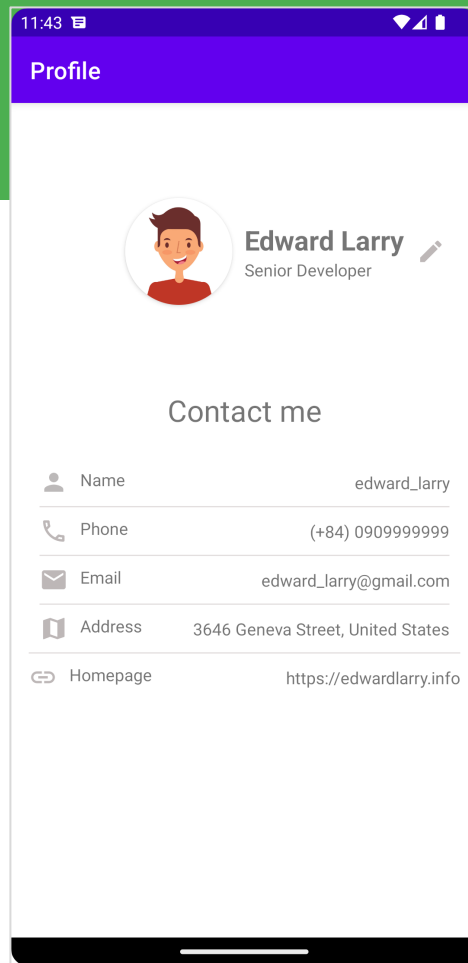 11:43
Profile
Edward Larry
Senior Developer
Contact me
Name edward_larry
Phone (+84) 0909999999
Email edward_larry@gmail.com
Address 3646 Geneva Street, United States
Homepage https://edwardlarry.info